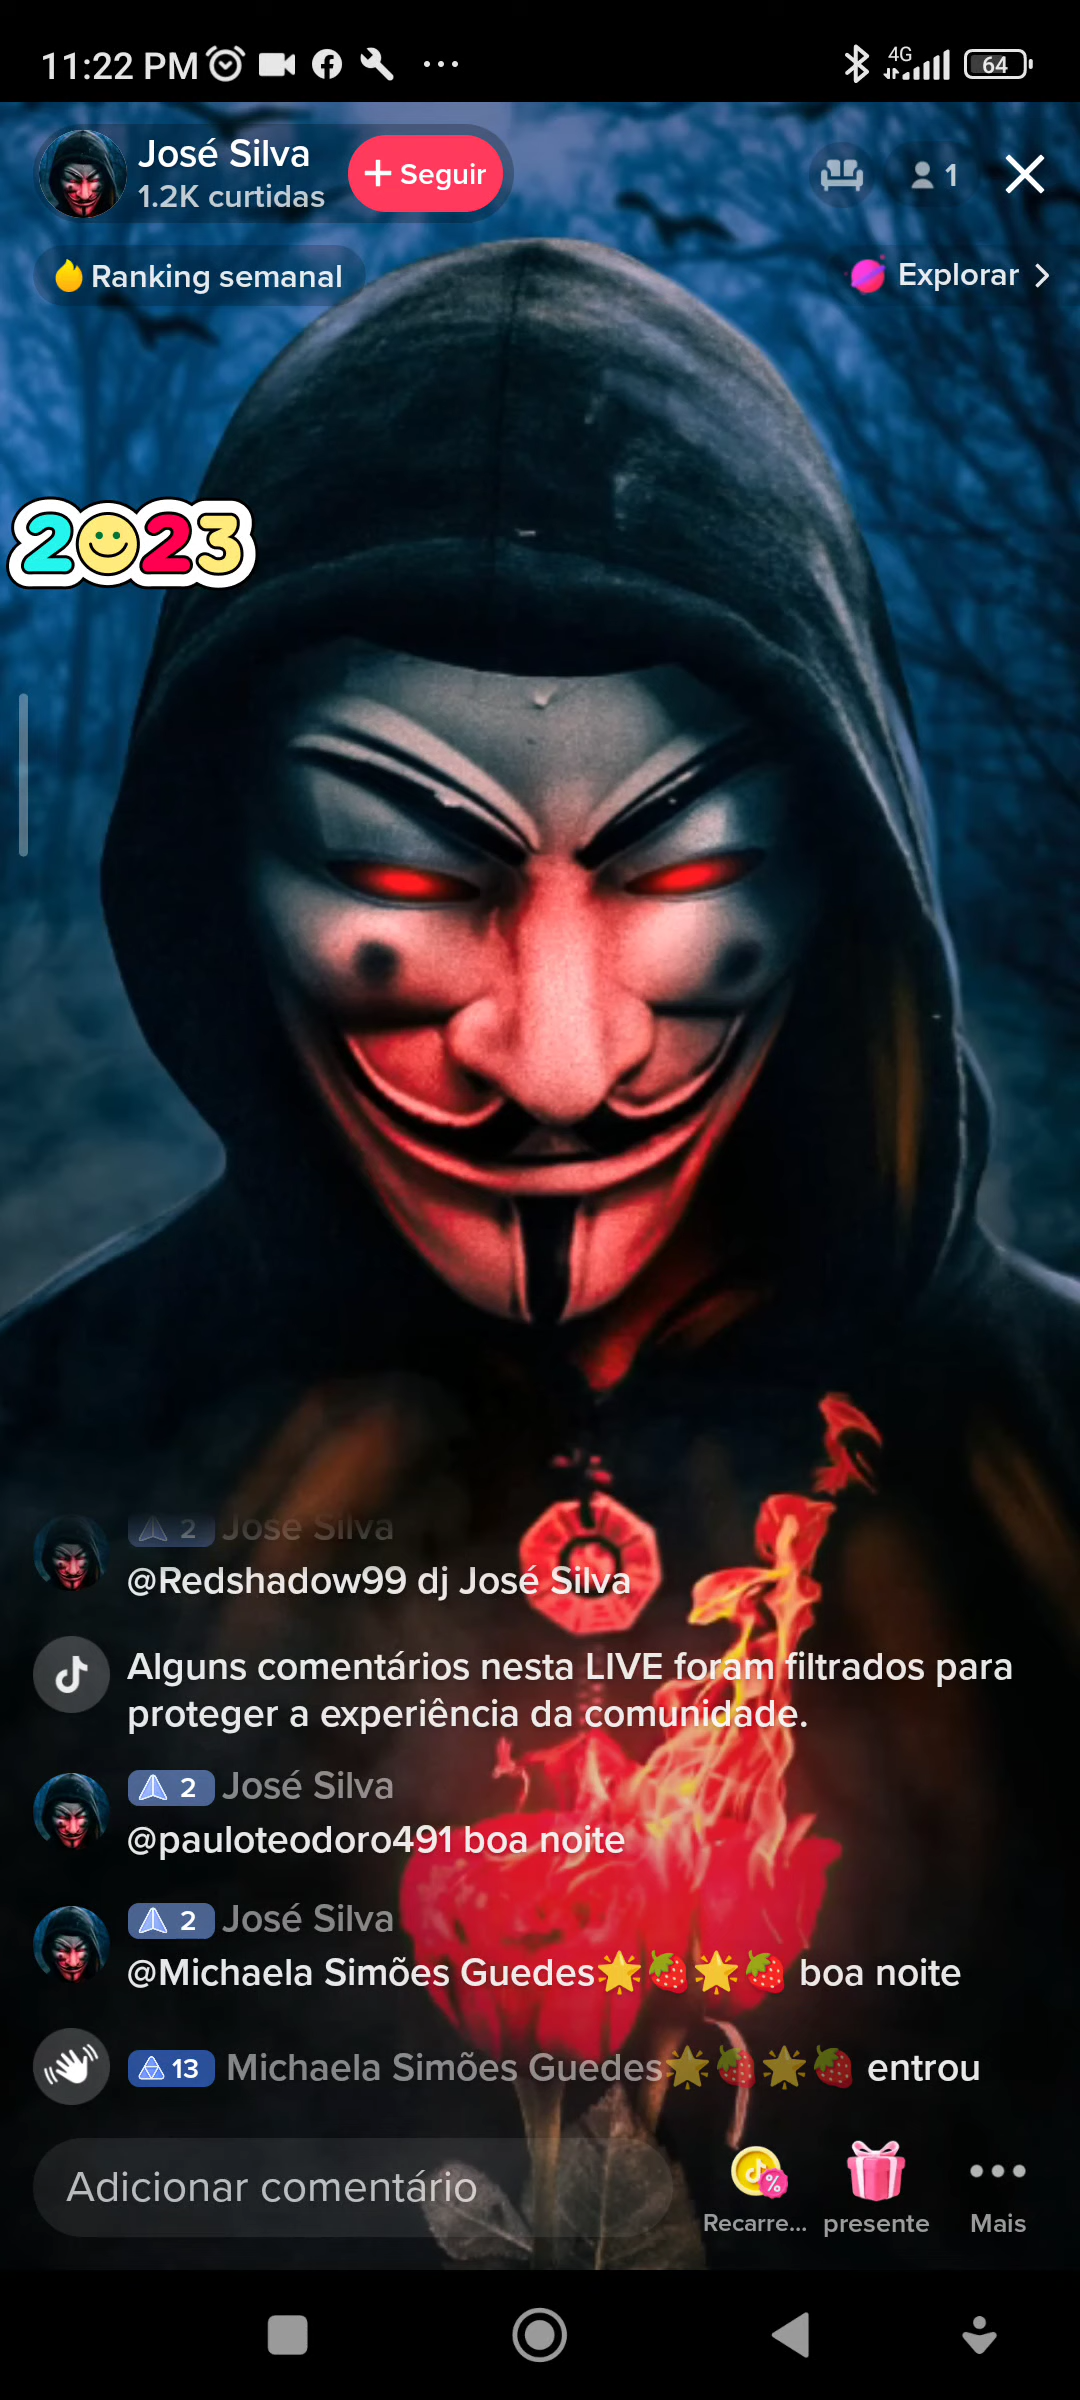 11:22 PM
4G
64
José Silva
1.2K curtidas
+ Seguir
1
Ranking semanal
Explorar
2023
2 José Silva
@Redshadow99 dj José Silva
Alguns comentários nesta LIVE foram filtrados para
proteger a experiência da comunidade.
2 José Silva
@pauloteodoro491 boa noite
2 José Silva
@Michaela Simões Guedes🌟🍓🌟🍓 boa noite
13 Michaela Simões Guedes🌟🍓🌟🍓 entrou
Adicionar comentário
Recarre...
presente
Mais